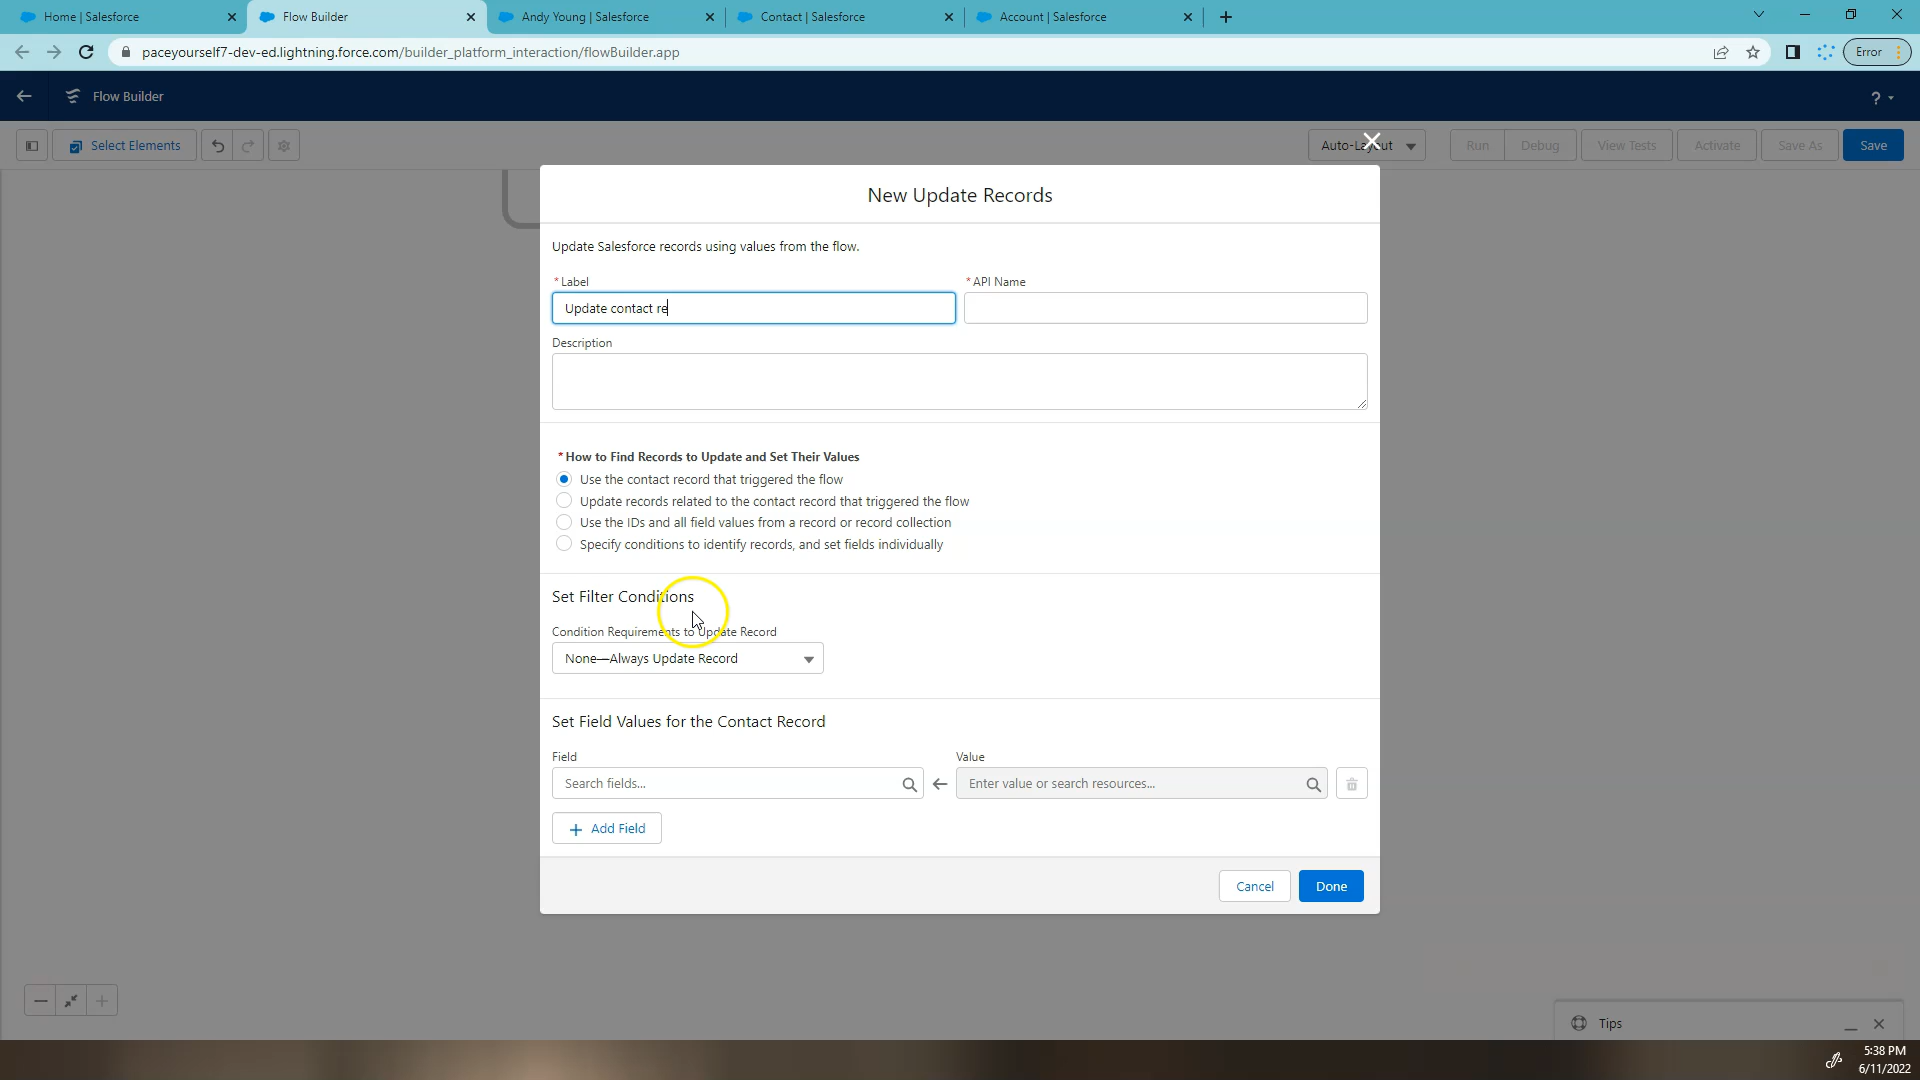 Home | Salesforce
Flow Builder
Andy Young | Salesforce
Contact | Salesforce
Account | Salesforce
paceyourself7-dev-ed.lightning.force.com/builder_platform_interaction/flowBuilder.app
Error
Flow Builder
?
Select Elements
Auto-Layout
Run
Debug
View Tests
Activate
Save As
Save
New Update Records
Update Salesforce records using values from the flow.
* Label
* API Name
Update contact re
Description
* How to Find Records to Update and Set Their Values
Use the contact record that triggered the flow
Update records related to the contact record that triggered the flow
Use the IDs and all field values from a record or record collection
Specify conditions to identify records, and set fields individually
Set Filter Conditions
Condition Requirements to Update Record
None—Always Update Record
Set Field Values for the Contact Record
Field
Value
Search fields...
Enter value or search resources...
Add Field
Cancel
Done
Tips
5:38 PM
6/11/2022